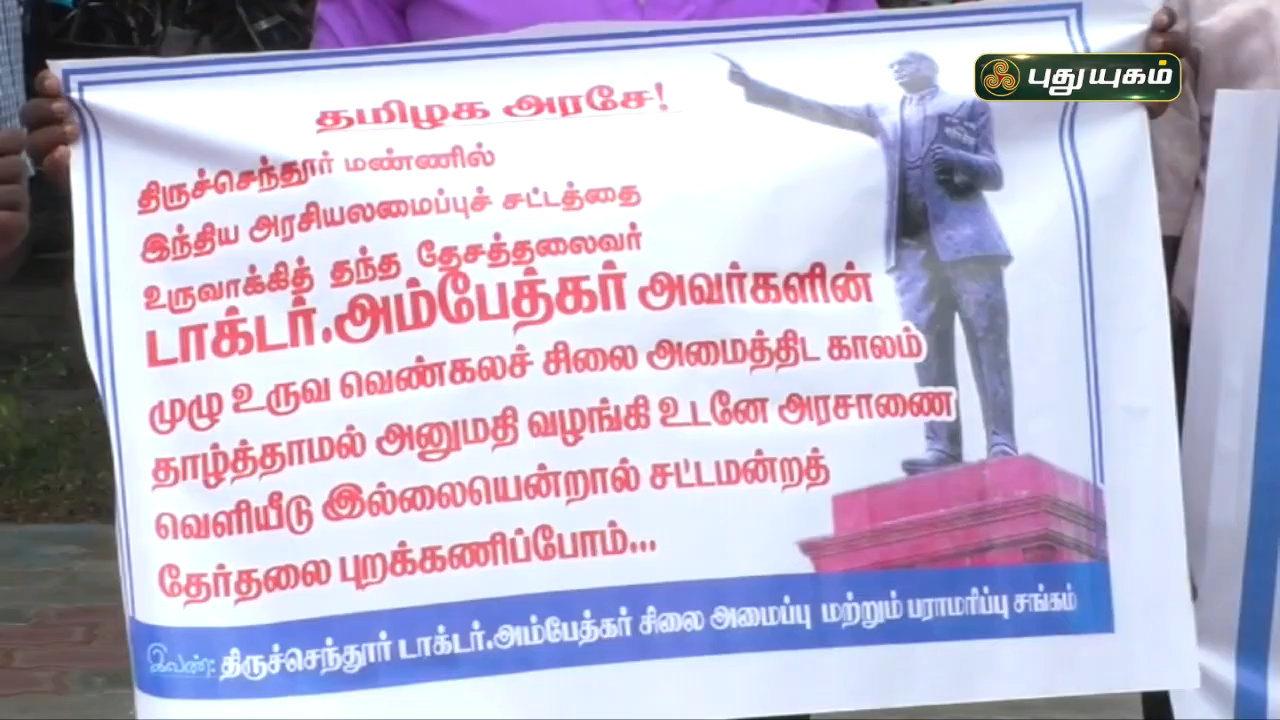 புதுயுகம்
தமிழக அரசே!
திருச்செந்தூர் மண்ணில்
இந்திய அரசியலமைப்புச் சட்டத்தை
உருவாக்கித் தந்த தேசத்தலைவர்
டாக்டர்.அம்பேத்கர் அவர்களின்
முழு உருவ வெண்கலச் சிலை அமைத்திட காலம்
தாழ்த்தாமல் அனுமதி வழங்கி உடனே அரசாணை
வெளியீடு இல்லையென்றால் சட்டமன்றத்
தேர்தலை புறக்கணிப்போம்...
இவண்: திருச்செந்தூர் டாக்டர்.அம்பேத்கர் சிலை அமைப்பு மற்றும் பராமரிப்பு சங்கம்